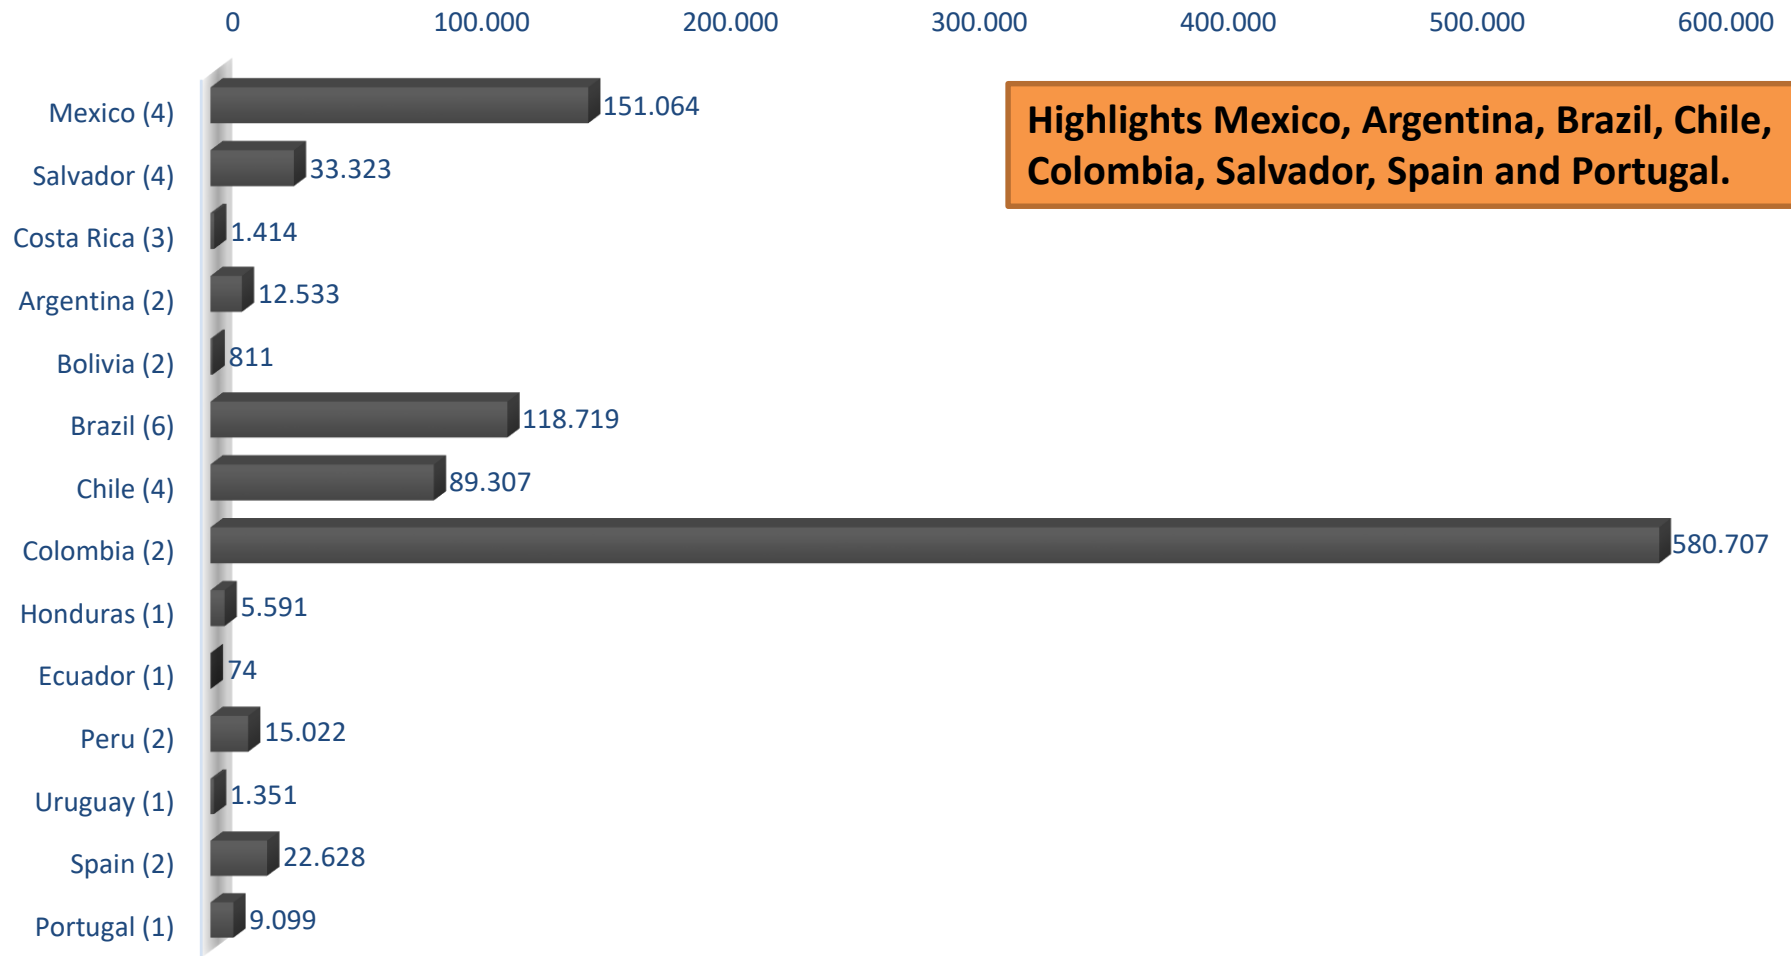 0 100.000 200.000 300.000 400.000 500.000 600.000
Highlights Mexico, Argentina, Brazil, Chile,
Colombia, Salvador, Spain and Portugal.
Mexico (4) 151.064
Salvador (4) 33.323
Costa Rica (3) 1.414
Argentina (2) 12.533
Bolivia (2) 811
Brazil (6) 118.719
Chile (4) 89.307
Colombia (2) 580.707
Honduras (1) 5.591
Ecuador (1) 74
Peru (2) 15.022
Uruguay (1) 1.351
Spain (2) 22.628
Portugal (1) 9.099